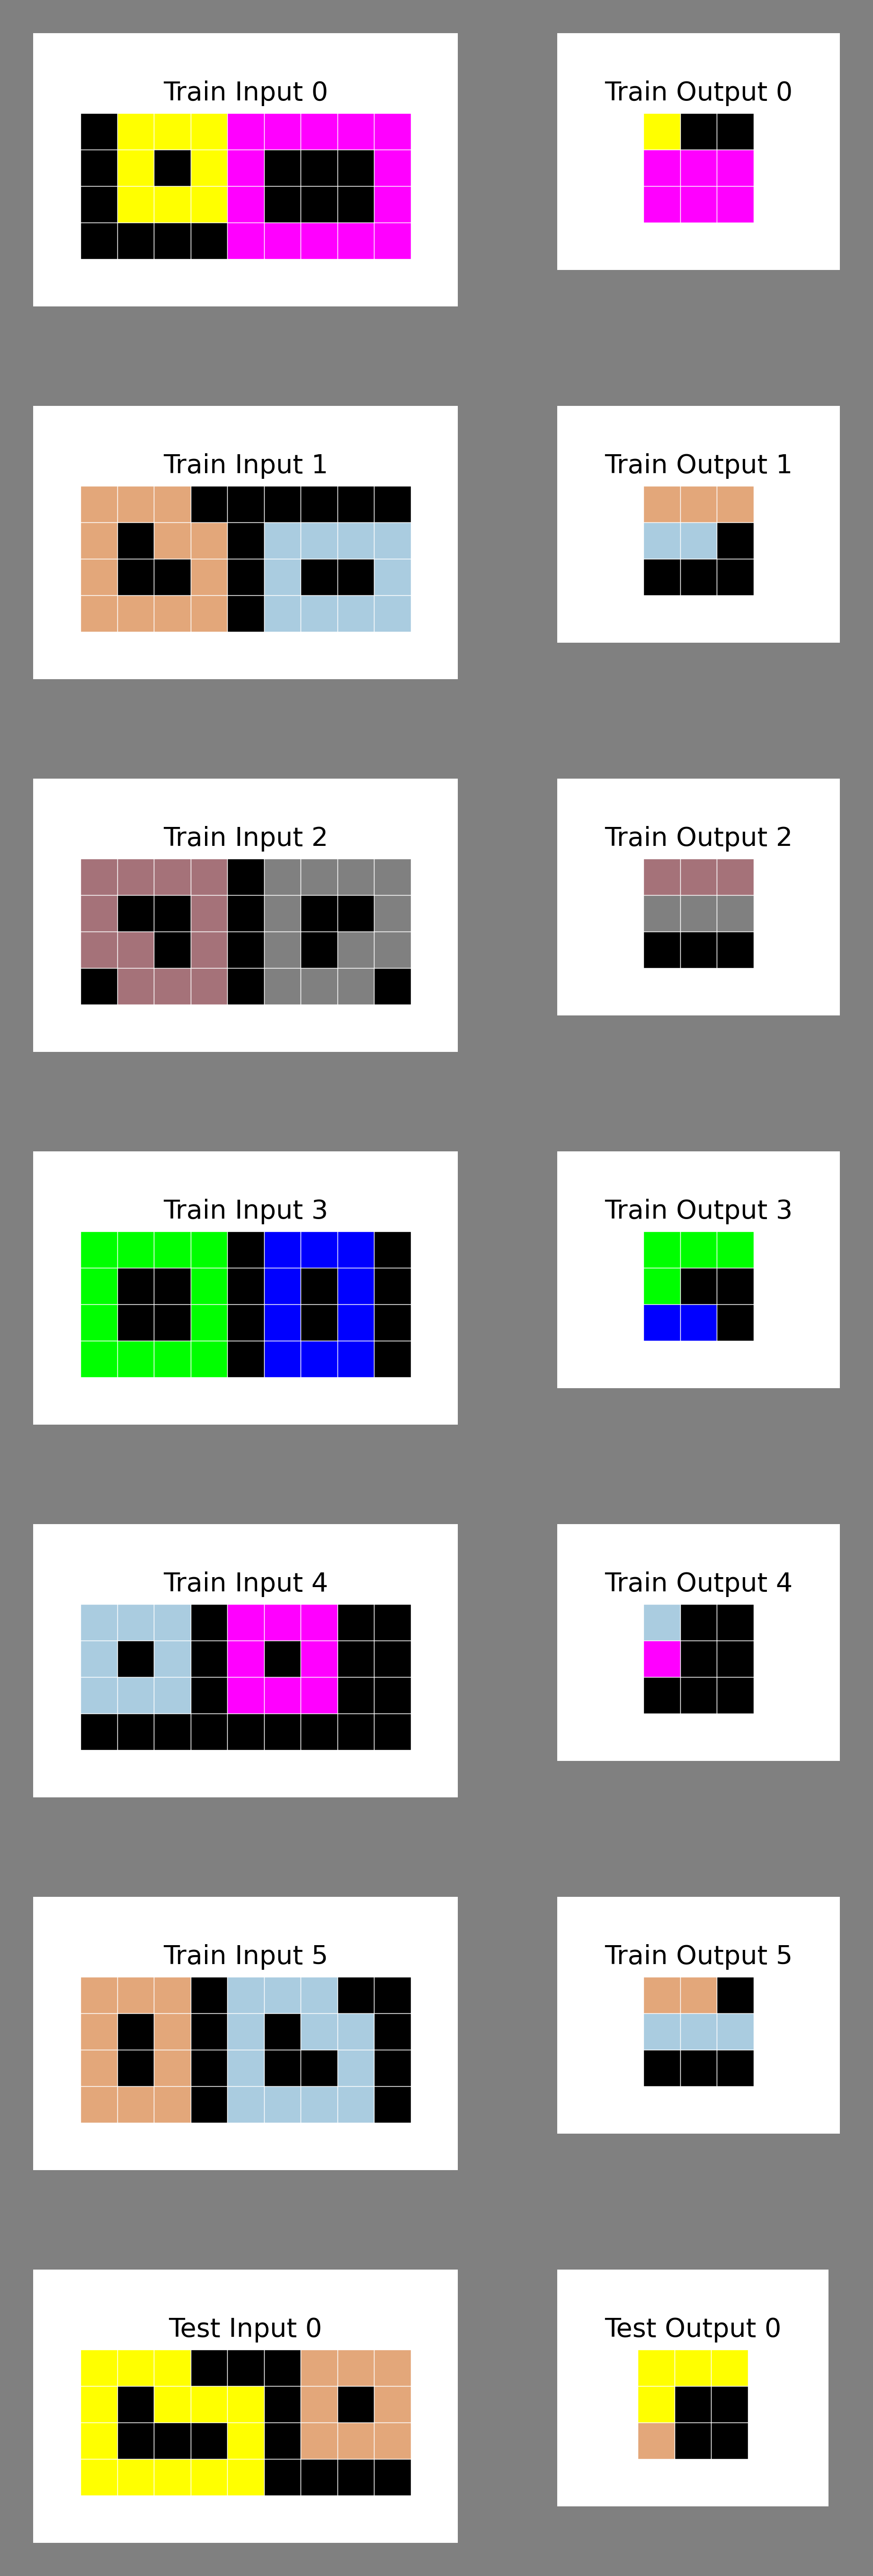 Train Input 0
Train Output 0
Train Input 1
Train Output 1
Train Input 2
Train Output 2
Train Input 3
Train Output 3
Train Input 4
Train Output 4
Train Input 5
Train Output 5
Test Input 0
Test Output 0